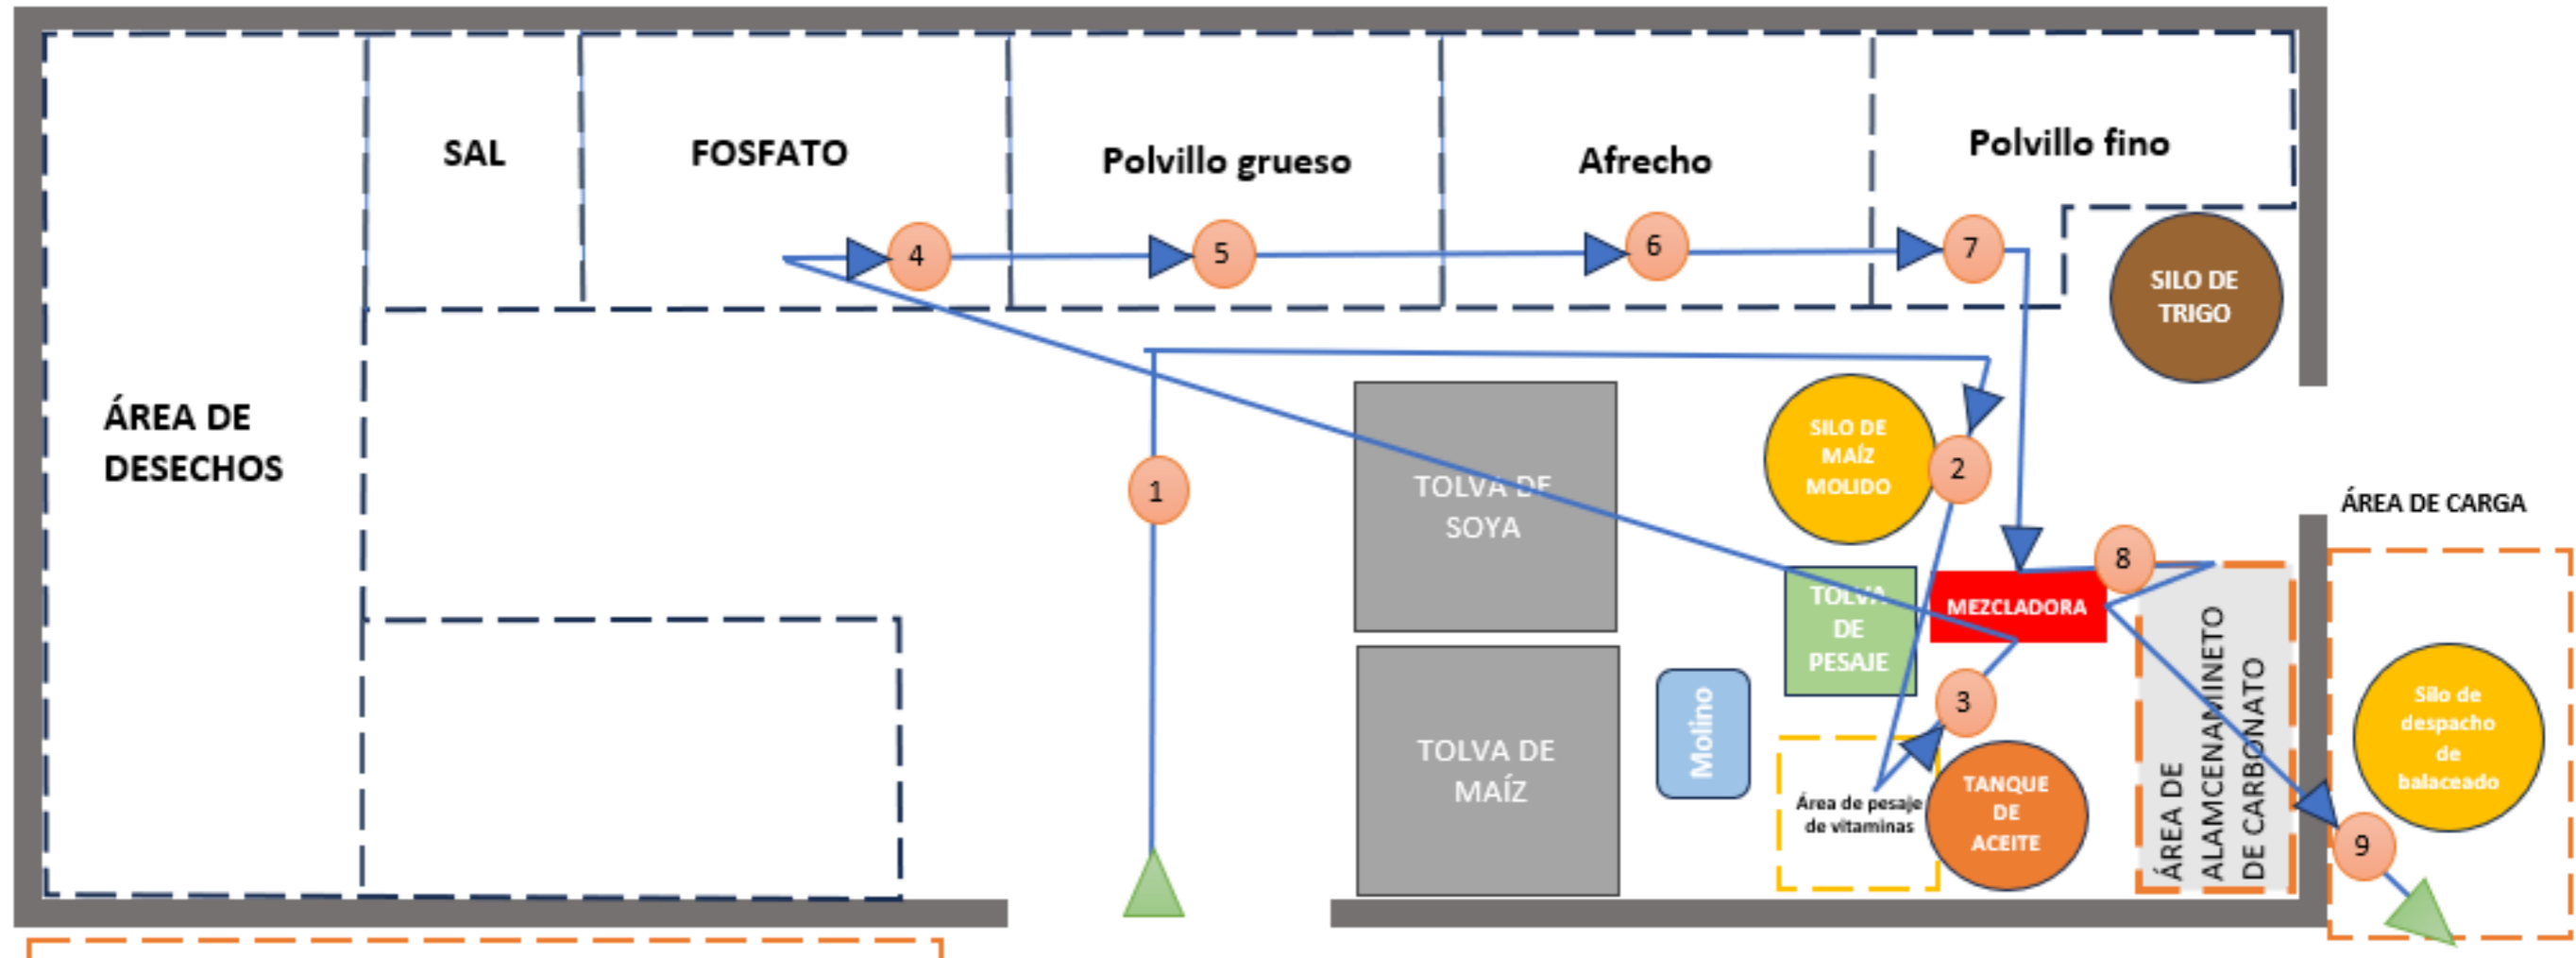 SAL
FOSFATO
Polvillo grueso
Afrecho
Polvillo fino
4
5
6
7
SILO DE
TRIGO
ÁREA DE
DESECHOS
1
TOLVA DE
SOYA
SILO DE
MAÍZ
MOLIDO
2
ÁREA DE CARGA
8
TOLVA
DE
PESAJE
MEZCLADORA
3
TOLVA DE
MAÍZ
Molino
Área de pesaje
de vitaminas
TANQUE
DE
ACEITE
ÁREA DE
ALAMCENAMINETO
DE CARBONATO
Silo de
despacho
de
balaceado
9